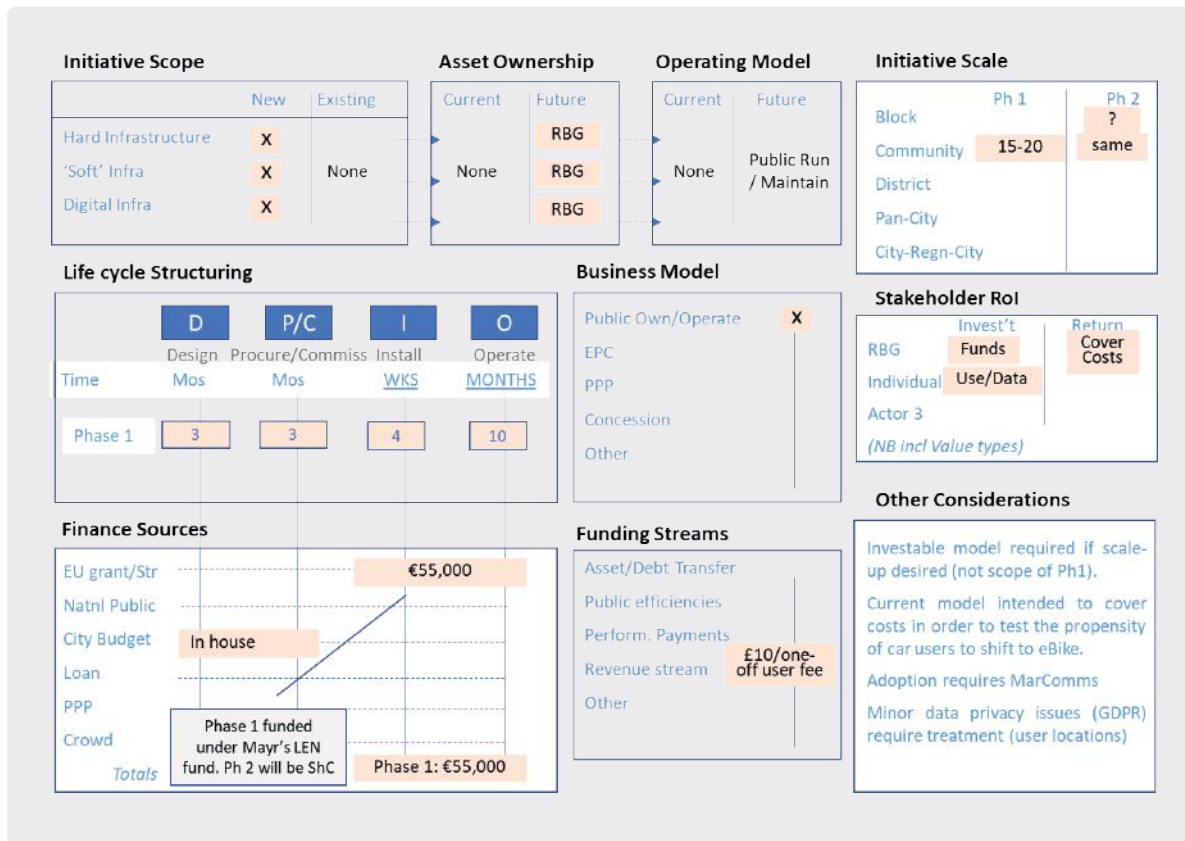 Initiative Scope
New Existing
Hard Infrastructure X
'Soft' Infra X None
Digital Infra X
Asset Ownership
Current Future
RBG
None RBG
RBG
Operating Model
Current Future
None Public Run
/ Maintain
Initiative Scale
Ph 1 Ph 2
Block ?
Community 15-20 same
District
Pan-City
City-Regn-City
Life cycle Structuring
D P/C I O
Design Procure/Commiss Install Operate
Time Mos Mos WKS MONTHS
Phase 1 3 3 4 10
Business Model
Public Own/Operate X
EPC
PPP
Concession
Other
Stakeholder RoI
Invest't Return
RBG Funds Cover
Costs
Individual Use/Data
Actor 3
(NB incl Value types)
Finance Sources
EU grant/Str €55,000
Natnl Public
City Budget In house
Loan
PPP
Crowd
Phase 1 funded
under Mayr's LEN
fund. Ph 2 will be ShC
Totals Phase 1: €55,000
Funding Streams
Asset/Debt Transfer
Public efficiencies
Perform. Payments
Revenue stream £10/one-
off user fee
Other
Other Considerations
Investable model required if scale-
up desired (not scope of Ph1).
Current model intended to cover
costs in order to test the propensity
of car users to shift to eBike.
Adoption requires MarComms
Minor data privacy issues (GDPR)
require treatment (user locations)